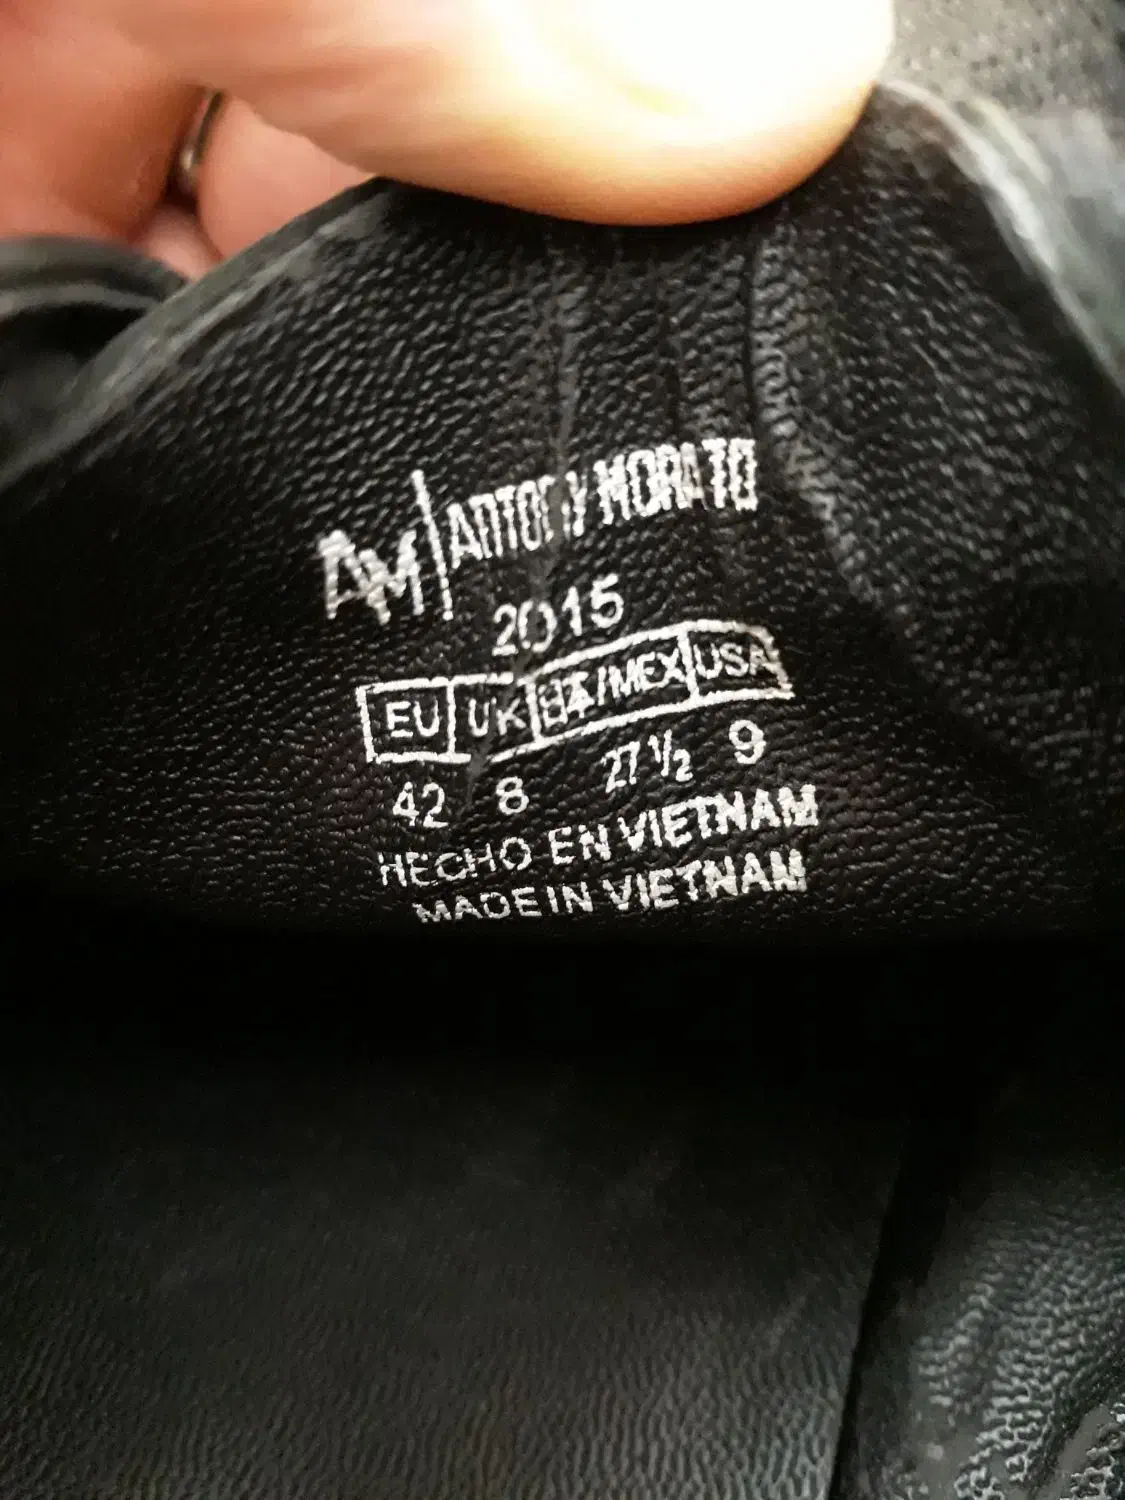 AM ANTONY MORATO
2015
EU UK /MEX USA
42 8 27 ½ 9
HECHO EN VIETNAM
MADE IN VIETNAM